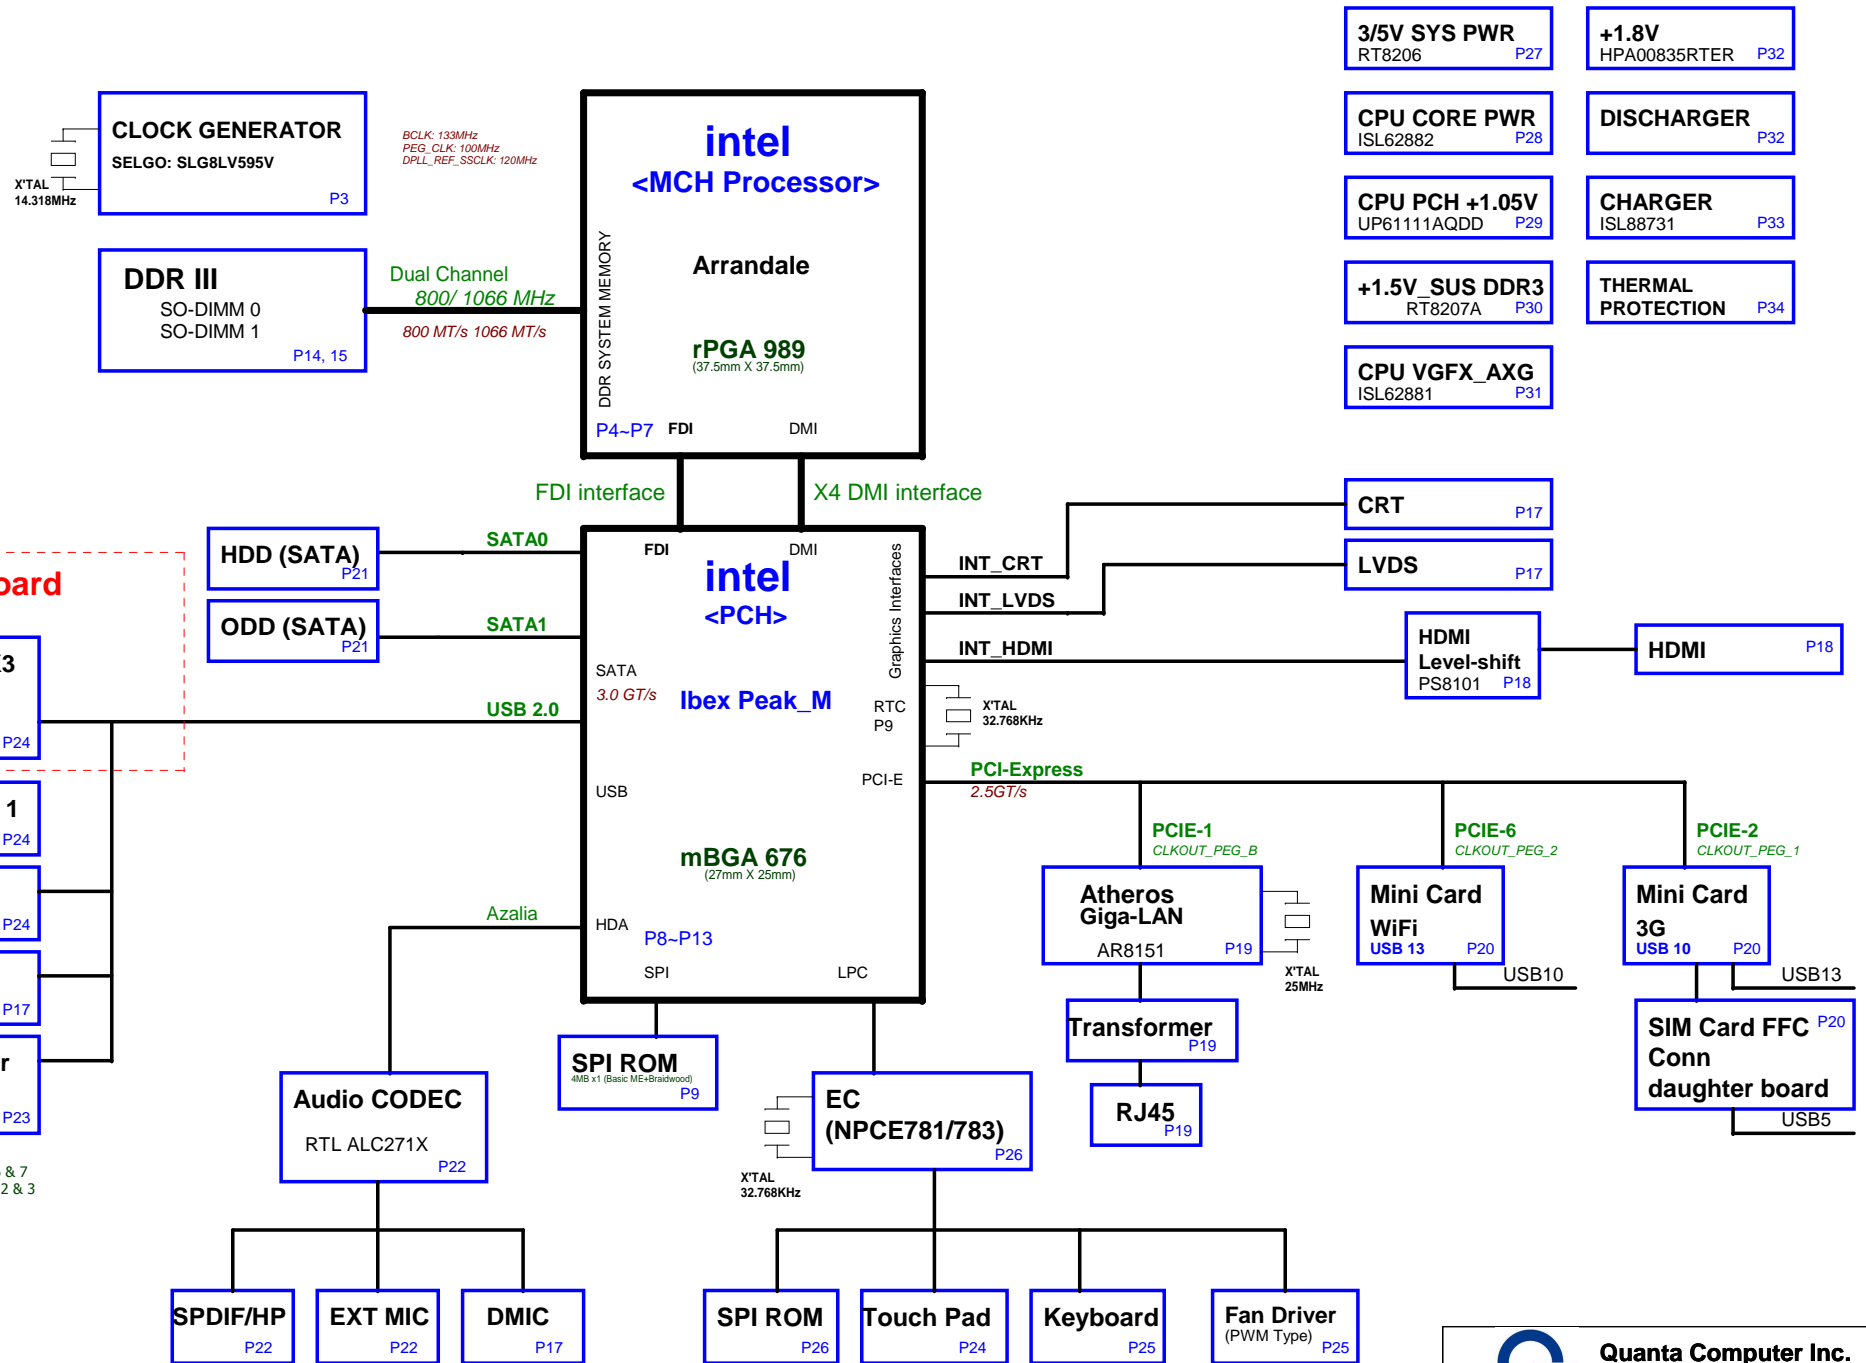 3/5V SYS PWR
RT8206 P27
+1.8V
HPA00835RTER P32
CPU CORE PWR
ISL62882 P28
DISCHARGER
P32
CPU PCH +1.05V
UP61111AQDD P29
CHARGER
ISL88731 P33
+1.5V_SUS DDR3
RT8207A P30
THERMAL
PROTECTION P34
CPU VGFX_AXG
ISL62881 P31
CLOCK GENERATOR
SELGO: SLG8LV595V
P3
X'TAL
14.318MHz
BCLK: 133MHz
PEG_CLK: 100MHz
DPLL_REF_SSCLK: 120MHz
DDR III
SO-DIMM 0
SO-DIMM 1
P14, 15
Dual Channel
800/ 1066 MHz
800 MT/s 1066 MT/s
intel
<MCH Processor>
DDR SYSTEM MEMORY
Arrandale
rPGA 989
(37.5mm X 37.5mm)
P4~P7 FDI DMI
FDI interface
X4 DMI interface
HDD (SATA)
P21
SATA0
ODD (SATA)
P21
SATA1
USB 2.0
oard
3
P24
1
P24
P24
P17
r
P23
& 7
2 & 3
FDI DMI
intel
<PCH>
Graphics Interfaces
SATA
3.0 GT/s
Ibex Peak_M
RTC
P9
USB
PCI-E
mBGA 676
(27mm X 25mm)
HDA
P8~P13
SPI LPC
INT_CRT
CRT
P17
INT_LVDS
LVDS
P17
INT_HDMI
HDMI
Level-shift
PS8101 P18
HDMI P18
X'TAL
32.768KHz
PCI-Express
2.5GT/s
PCIE-1
CLKOUT_PEG_B
PCIE-6
CLKOUT_PEG_2
PCIE-2
CLKOUT_PEG_1
Atheros
Giga-LAN
AR8151 P19
X'TAL
25MHz
Mini Card
WiFi
USB 13 P20
USB10
Mini Card
3G
USB 10 P20
USB13
Transformer
P19
RJ45
P19
SIM Card FFC P20
Conn
daughter board
USB5
Azalia
Audio CODEC
RTL ALC271X
P22
SPI ROM
4MB x1 (Basic ME+Braidwood)
P9
EC
(NPCE781/783)
P26
X'TAL
32.768KHz
SPDIF/HP
P22
EXT MIC
P22
DMIC
P17
SPI ROM
P26
Touch Pad
P24
Keyboard
P25
Fan Driver
(PWM Type) P25
Quanta Computer Inc.